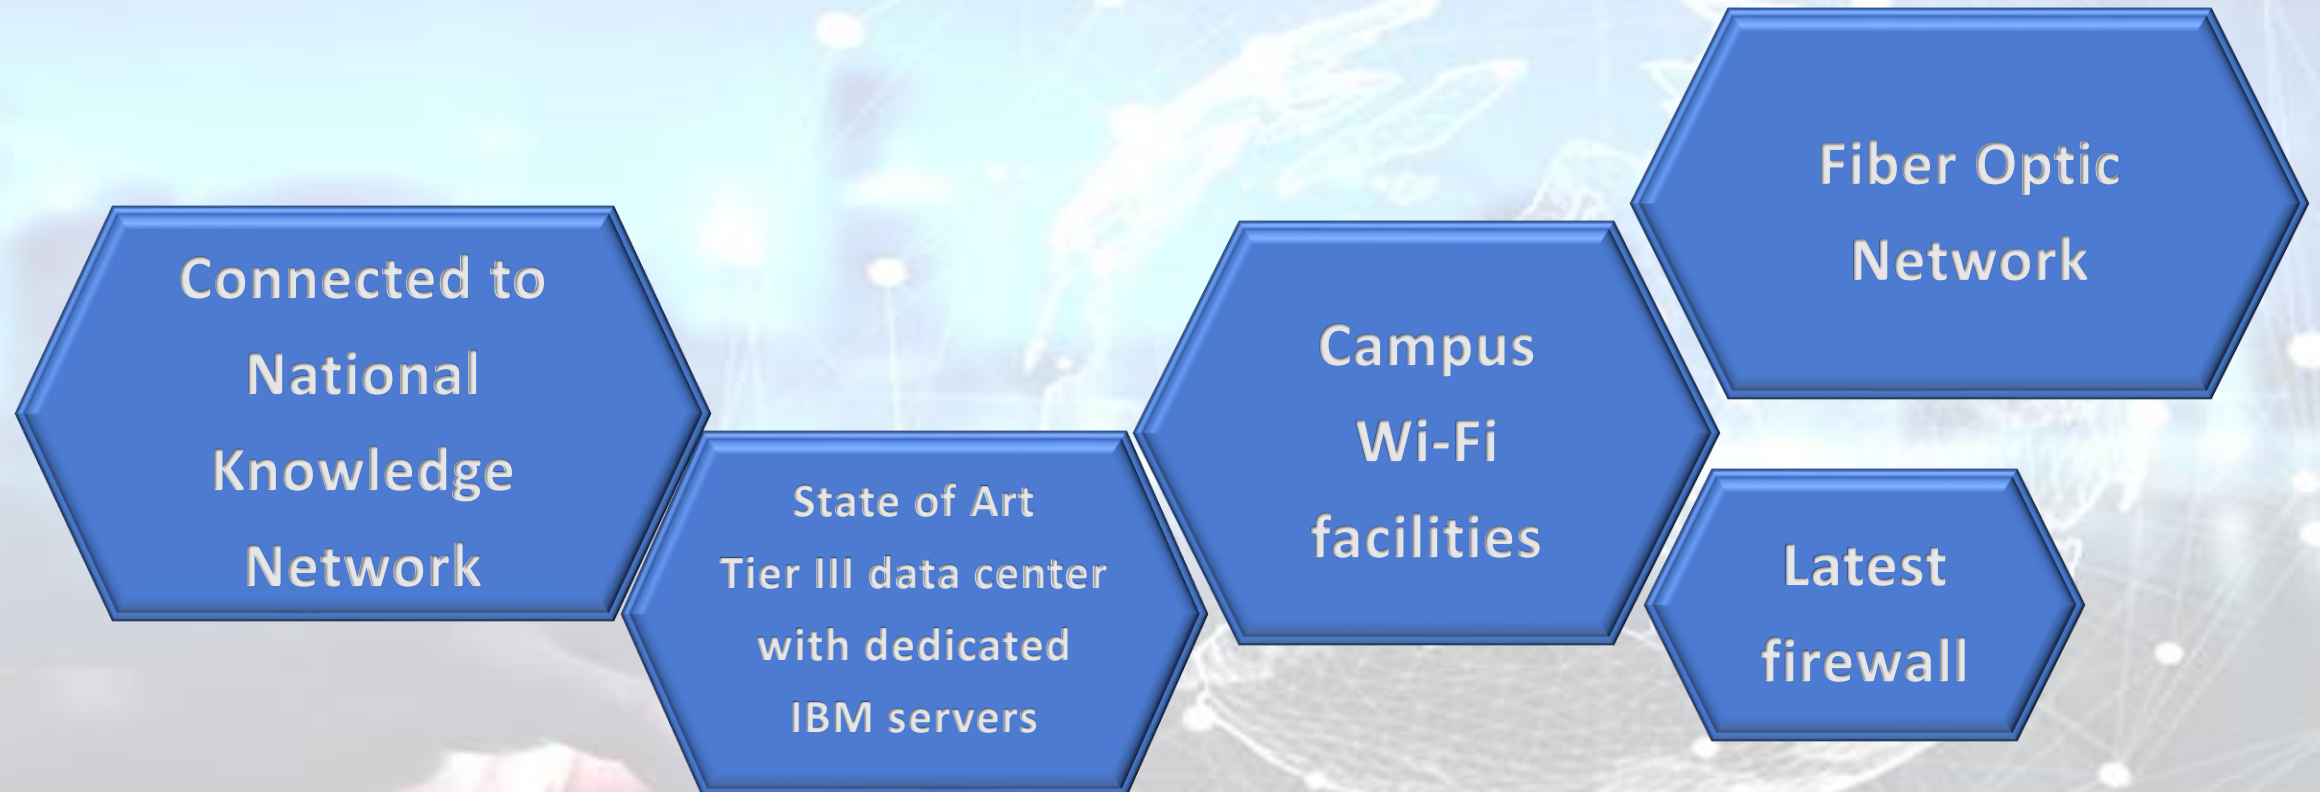 Connected to
National
Knowledge
Network
State of Art
Tier III data center
with dedicated
IBM servers
Campus
Wi-Fi
facilities
Fiber Optic
Network
Latest
firewall